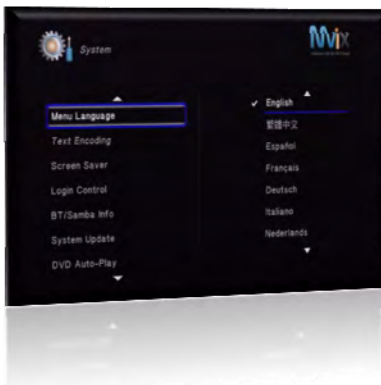 System
Mvix
Menu Language
Text Encoding
Screen Saver
Login Control
BT/Samba Info
System Update
DVD Auto-Play
English
繁體中文
Español
Français
Deutsch
Italiano
Nederlands